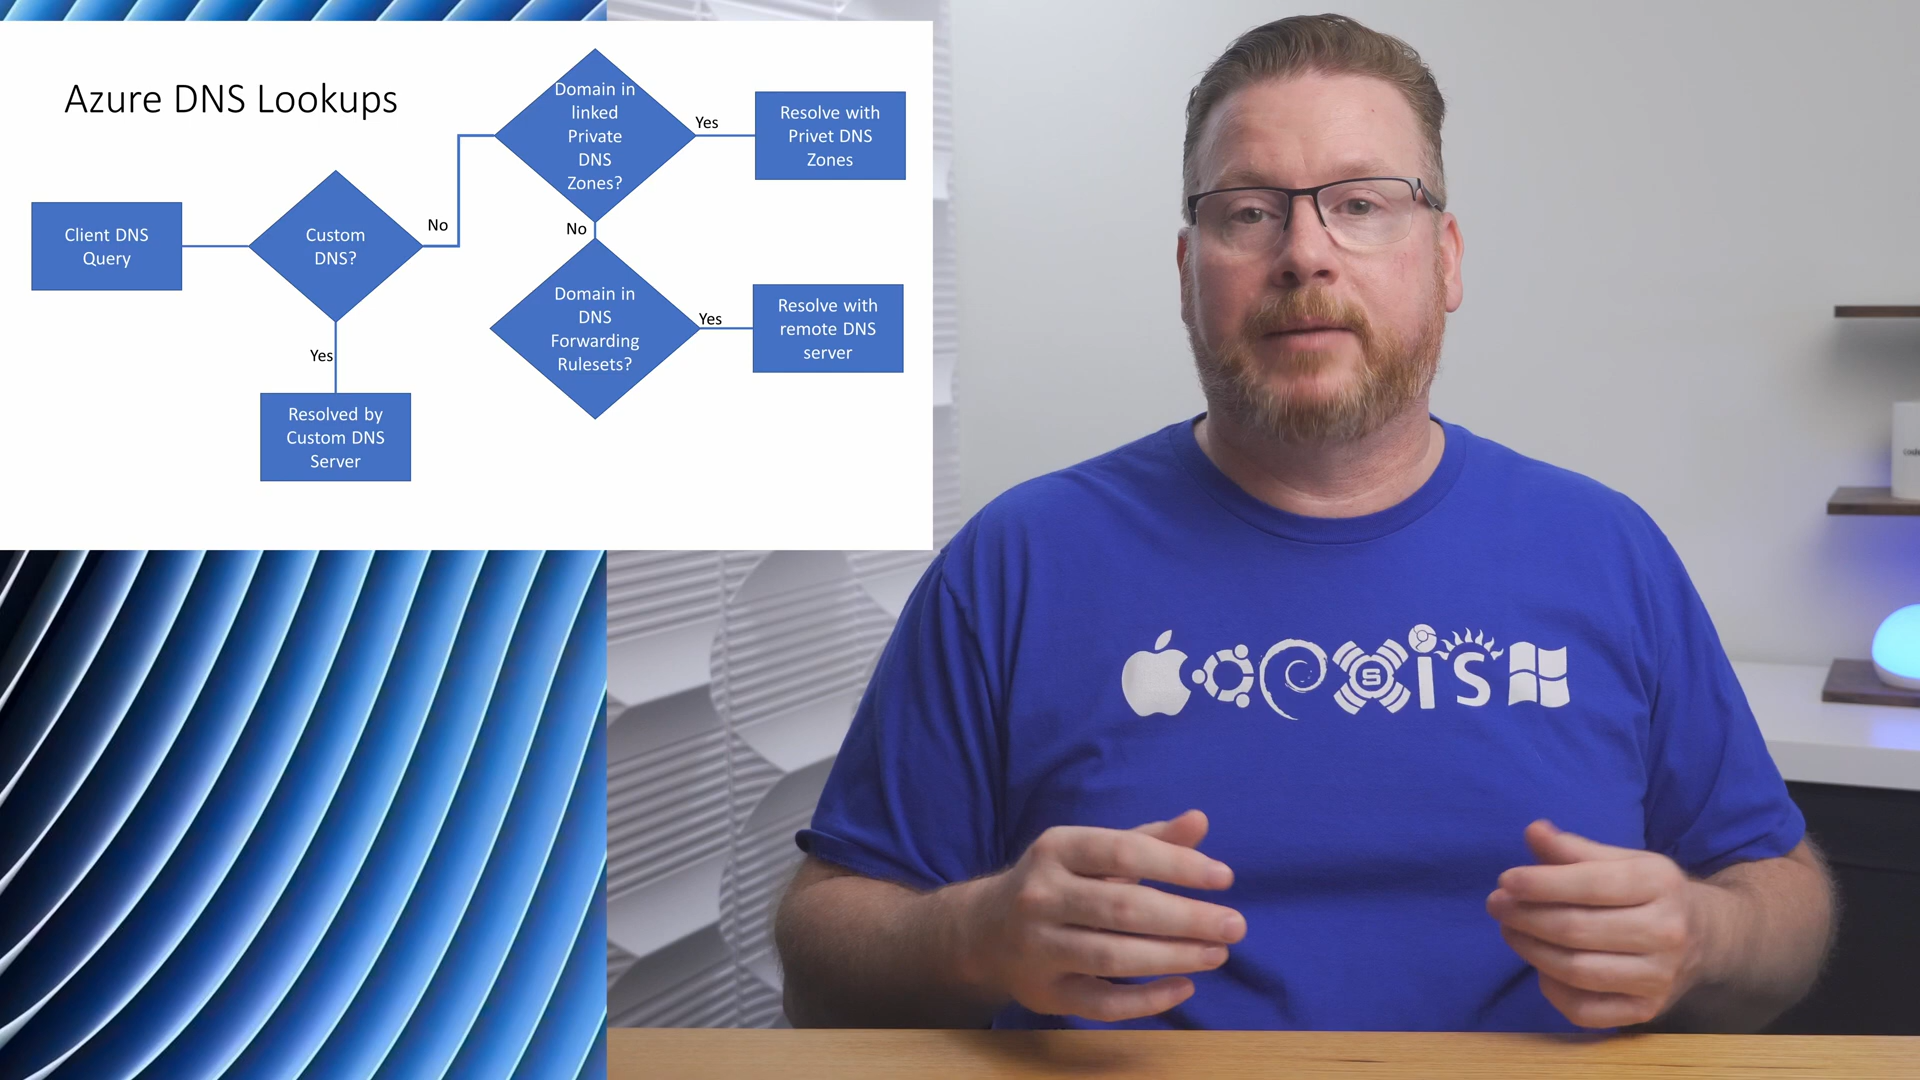 Azure DNS Lookups
Client DNS
Query
Custom
DNS?
No
Yes
Resolved by
Custom DNS
Server
Domain in
linked
Private
DNS
Zones?
Yes
Resolve with
Privet DNS
Zones
No
Domain in
DNS
Forwarding
Rulesets?
Yes
Resolve with
remote DNS
server